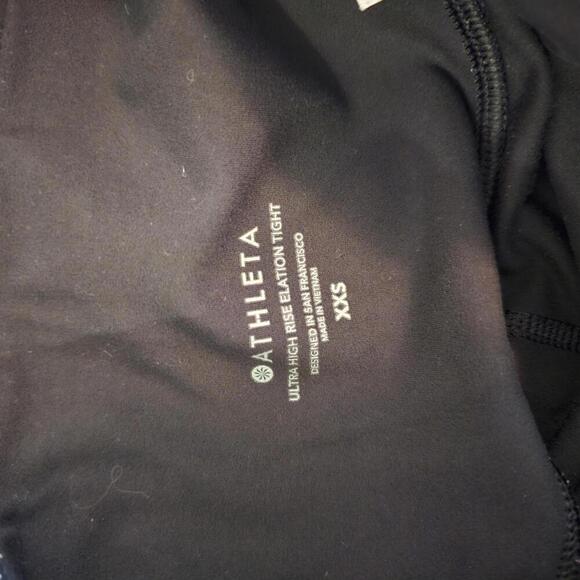 ATHLETA
ULTRA HIGH RISE ELATION TIGHT
DESIGNED IN SAN FRANCISCO
MADE IN VIETNAM
XXS